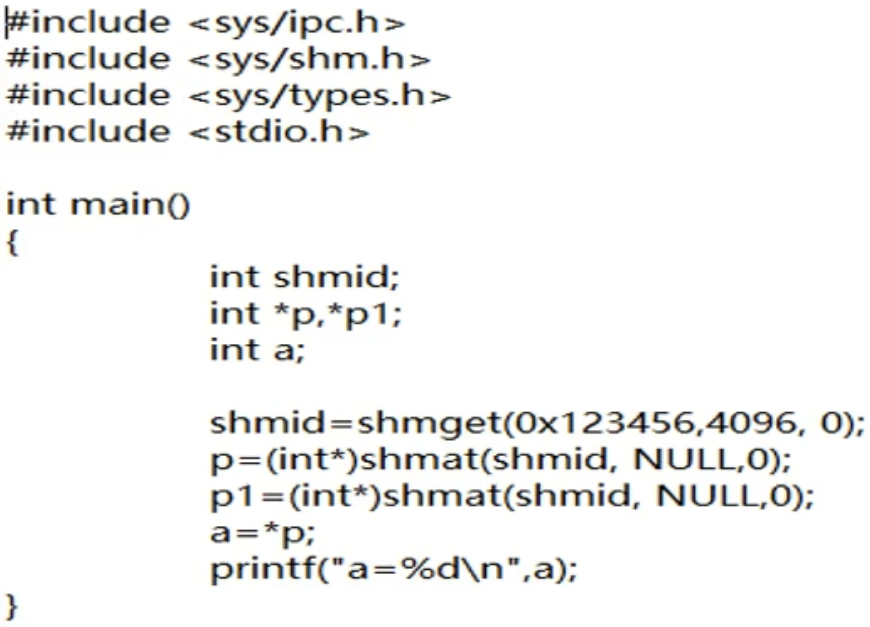 #include <sys/ipc.h>
#include <sys/shm.h>
#include <sys/types.h>
#include <stdio.h>
int main()
{
int shmid;
int *p,*p1;
int a;
shmid=shmget(0x123456,4096, 0);
p=(int*)shmat(shmid, NULL,0);
p1=(int*)shmat(shmid, NULL,0);
a=*p;
printf("a=%d\n",a);
}